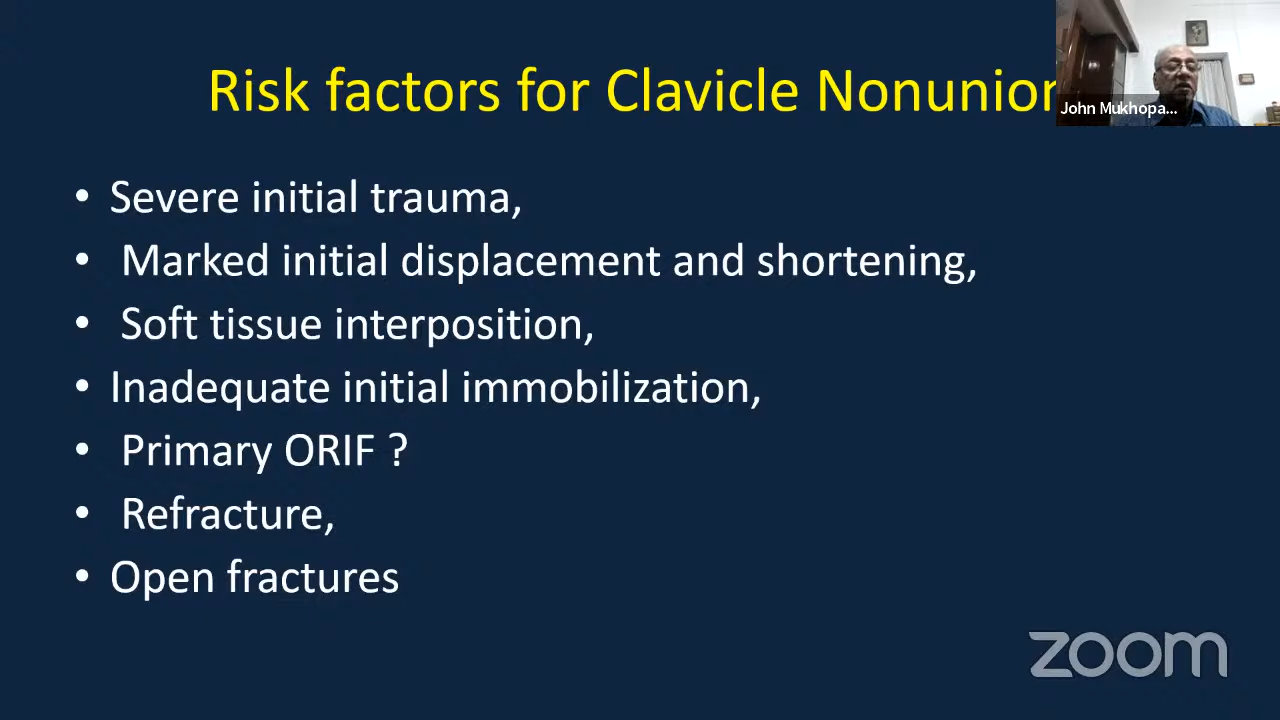 Risk factors for Clavicle Nonunion
John Mukhopa...
• Severe initial trauma,
• Marked initial displacement and shortening,
• Soft tissue interposition,
• Inadequate initial immobilization,
• Primary ORIF ?
• Refracture,
• Open fractures
zoom